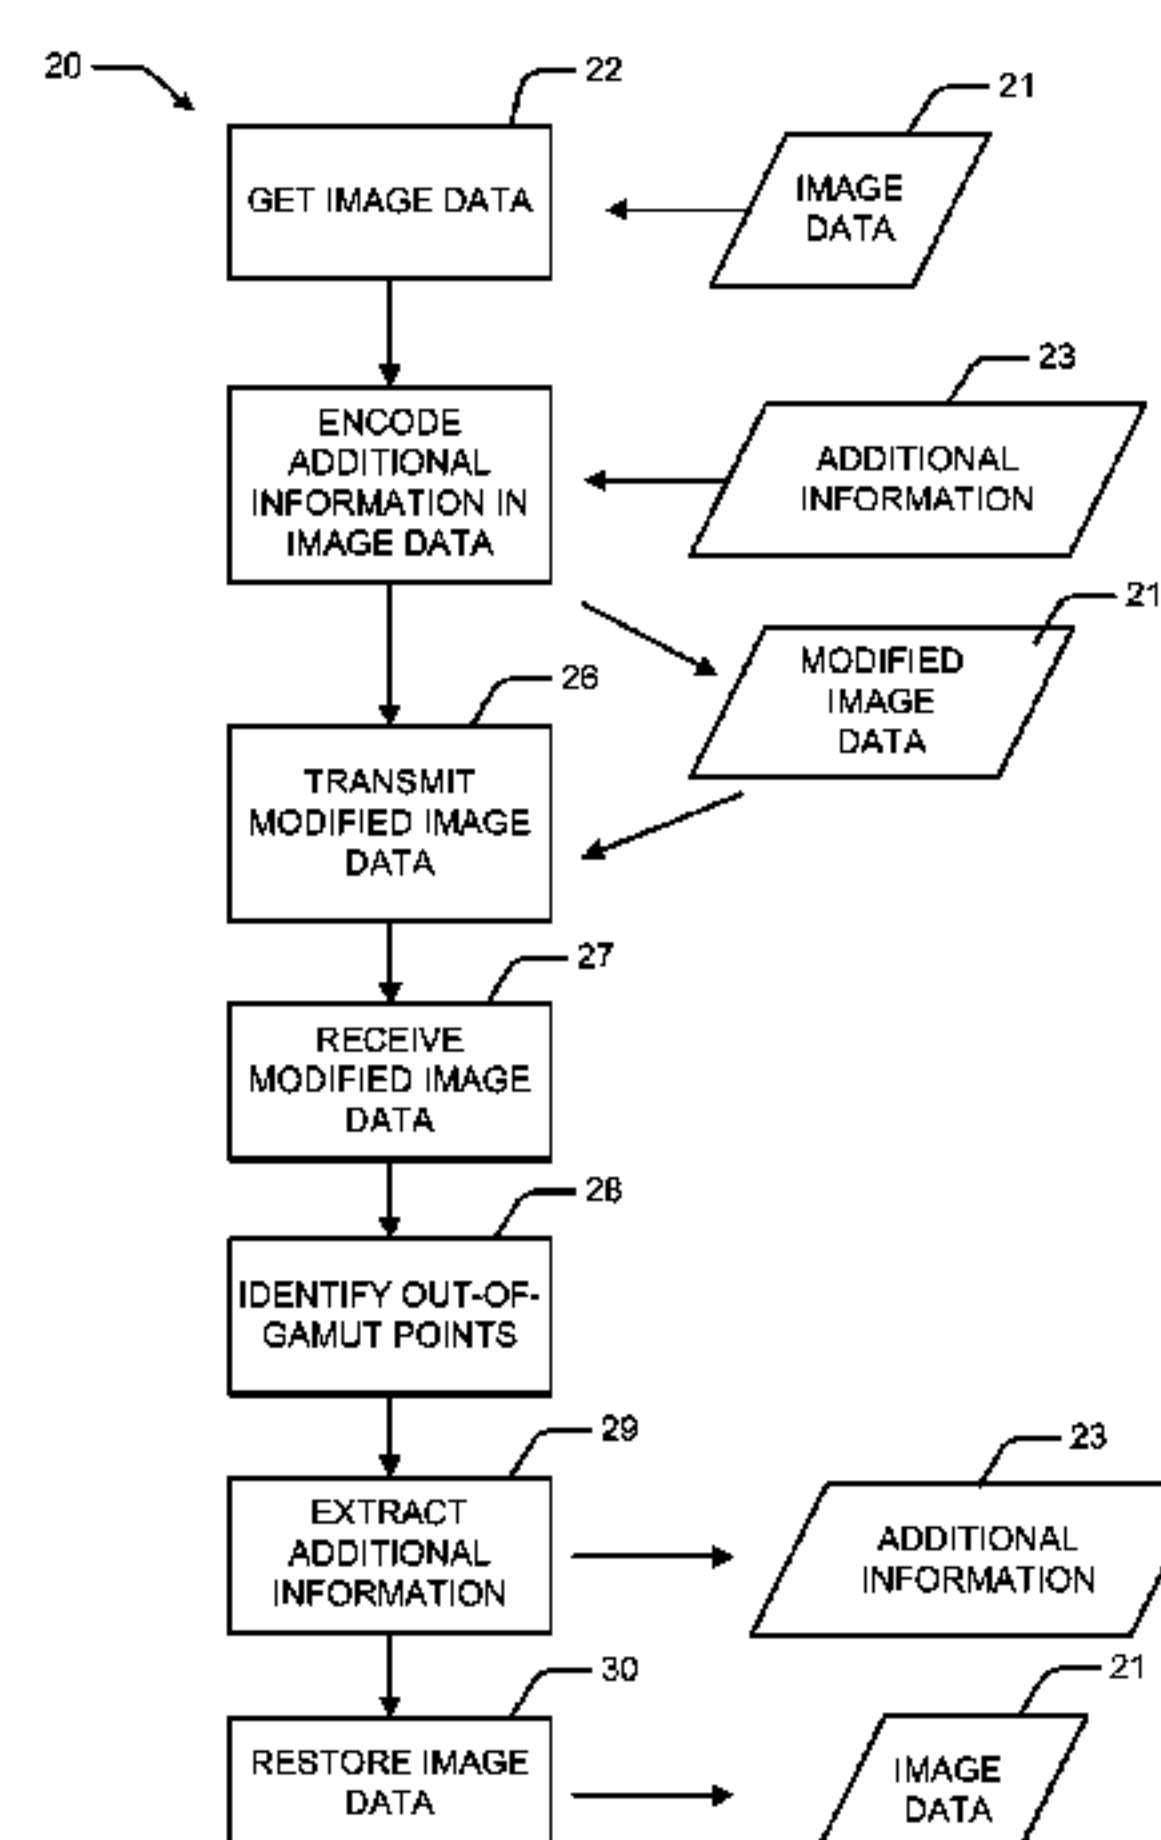 20
22
21
GET IMAGE DATA
IMAGE
DATA
23
ENCODE
ADDITIONAL
INFORMATION IN
IMAGE DATA
ADDITIONAL
INFORMATION
21
MODIFIED
IMAGE
DATA
26
TRANSMIT
MODIFIED IMAGE
DATA
27
RECEIVE
MODIFIED IMAGE
DATA
28
IDENTIFY OUT-OF-
GAMUT POINTS
29
23
EXTRACT
ADDITIONAL
INFORMATION
ADDITIONAL
INFORMATION
30
21
RESTORE IMAGE
DATA
IMAGE
DATA